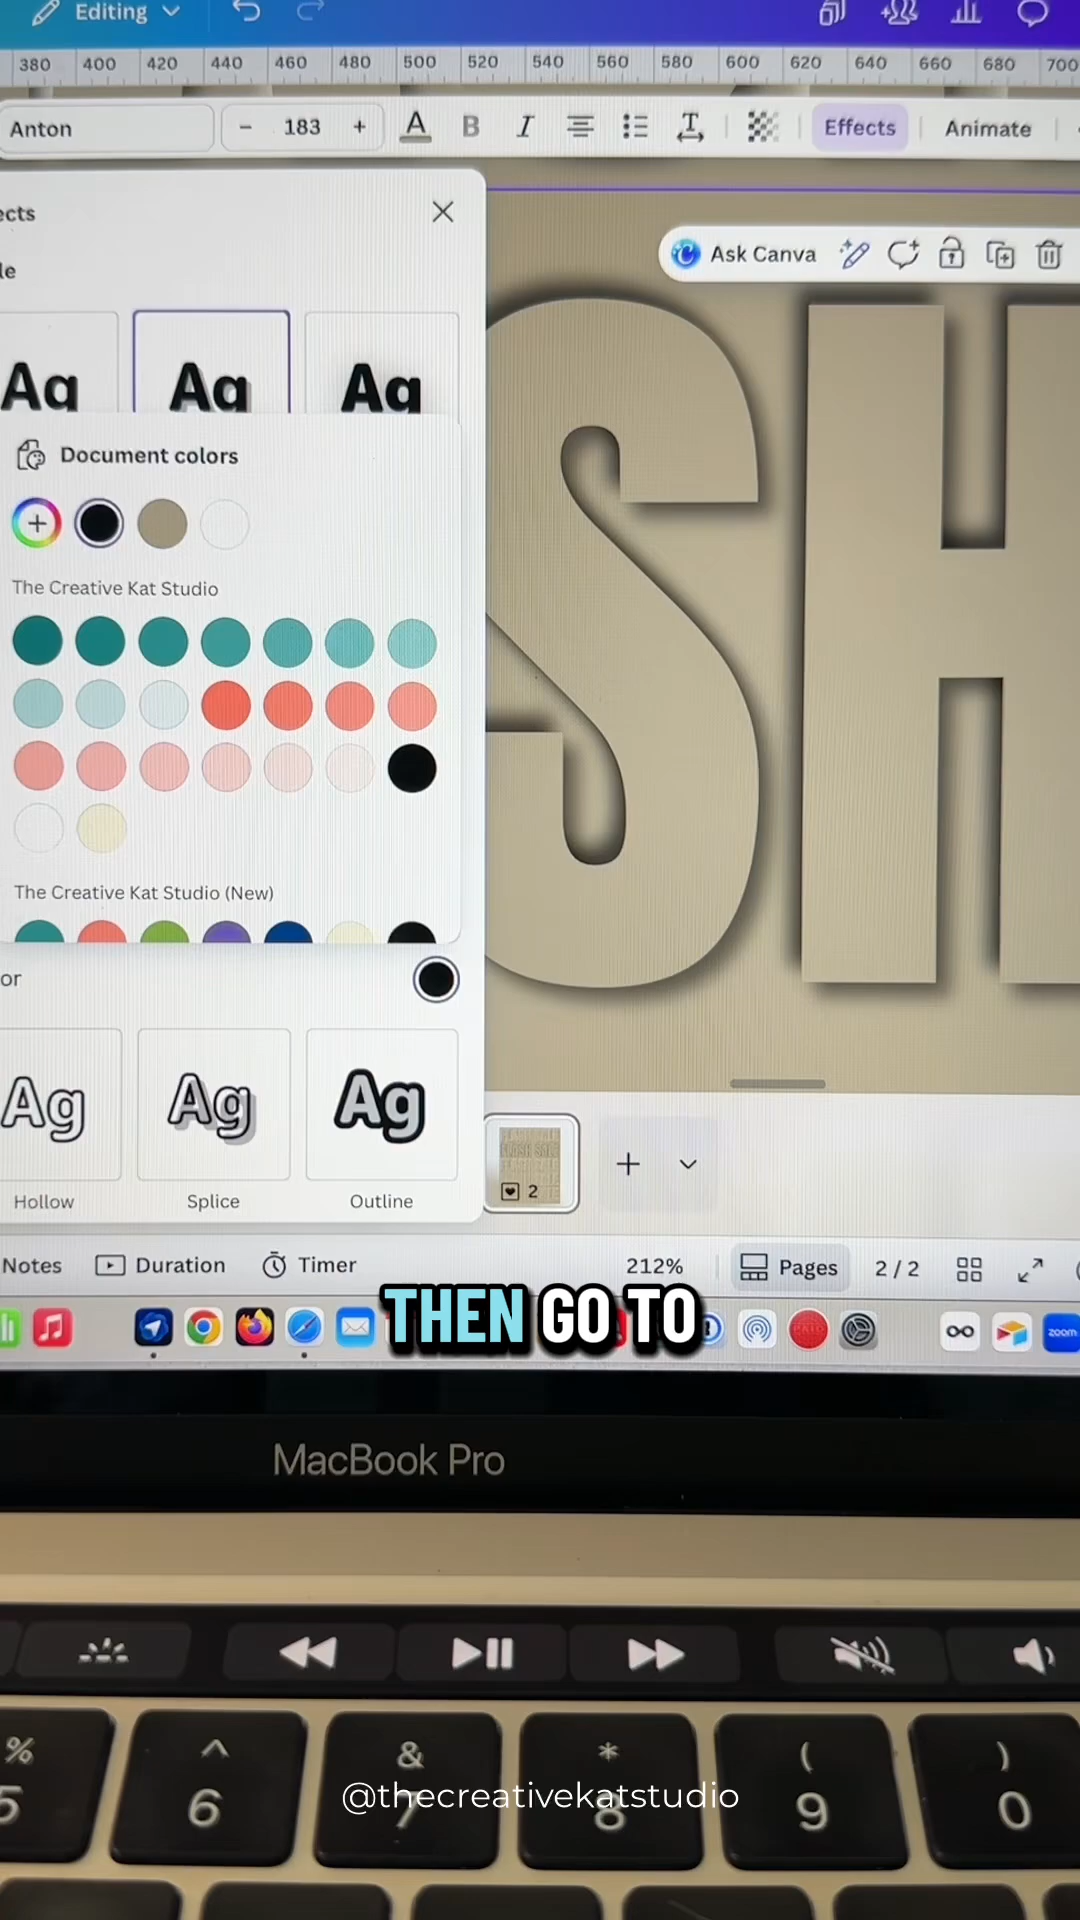 Editing
380 400 420 440 460 480 500 520 540 560 580 600 620 640 660 680 700
Anton
− 183 +
A B I T
Effects
Animate
ects
le
Ask Canva
Ag Ag Ag
SH
Document colors
The Creative Kat Studio
The Creative Kat Studio (New)
or
Ag Ag Ag
Hollow Splice Outline
2
Notes Duration Timer 212% Pages 2 / 2
THEN GO TO
zoom
MacBook Pro
% ^ & * ( )
5 6 7 8 9 0
@thecreativekatstudio